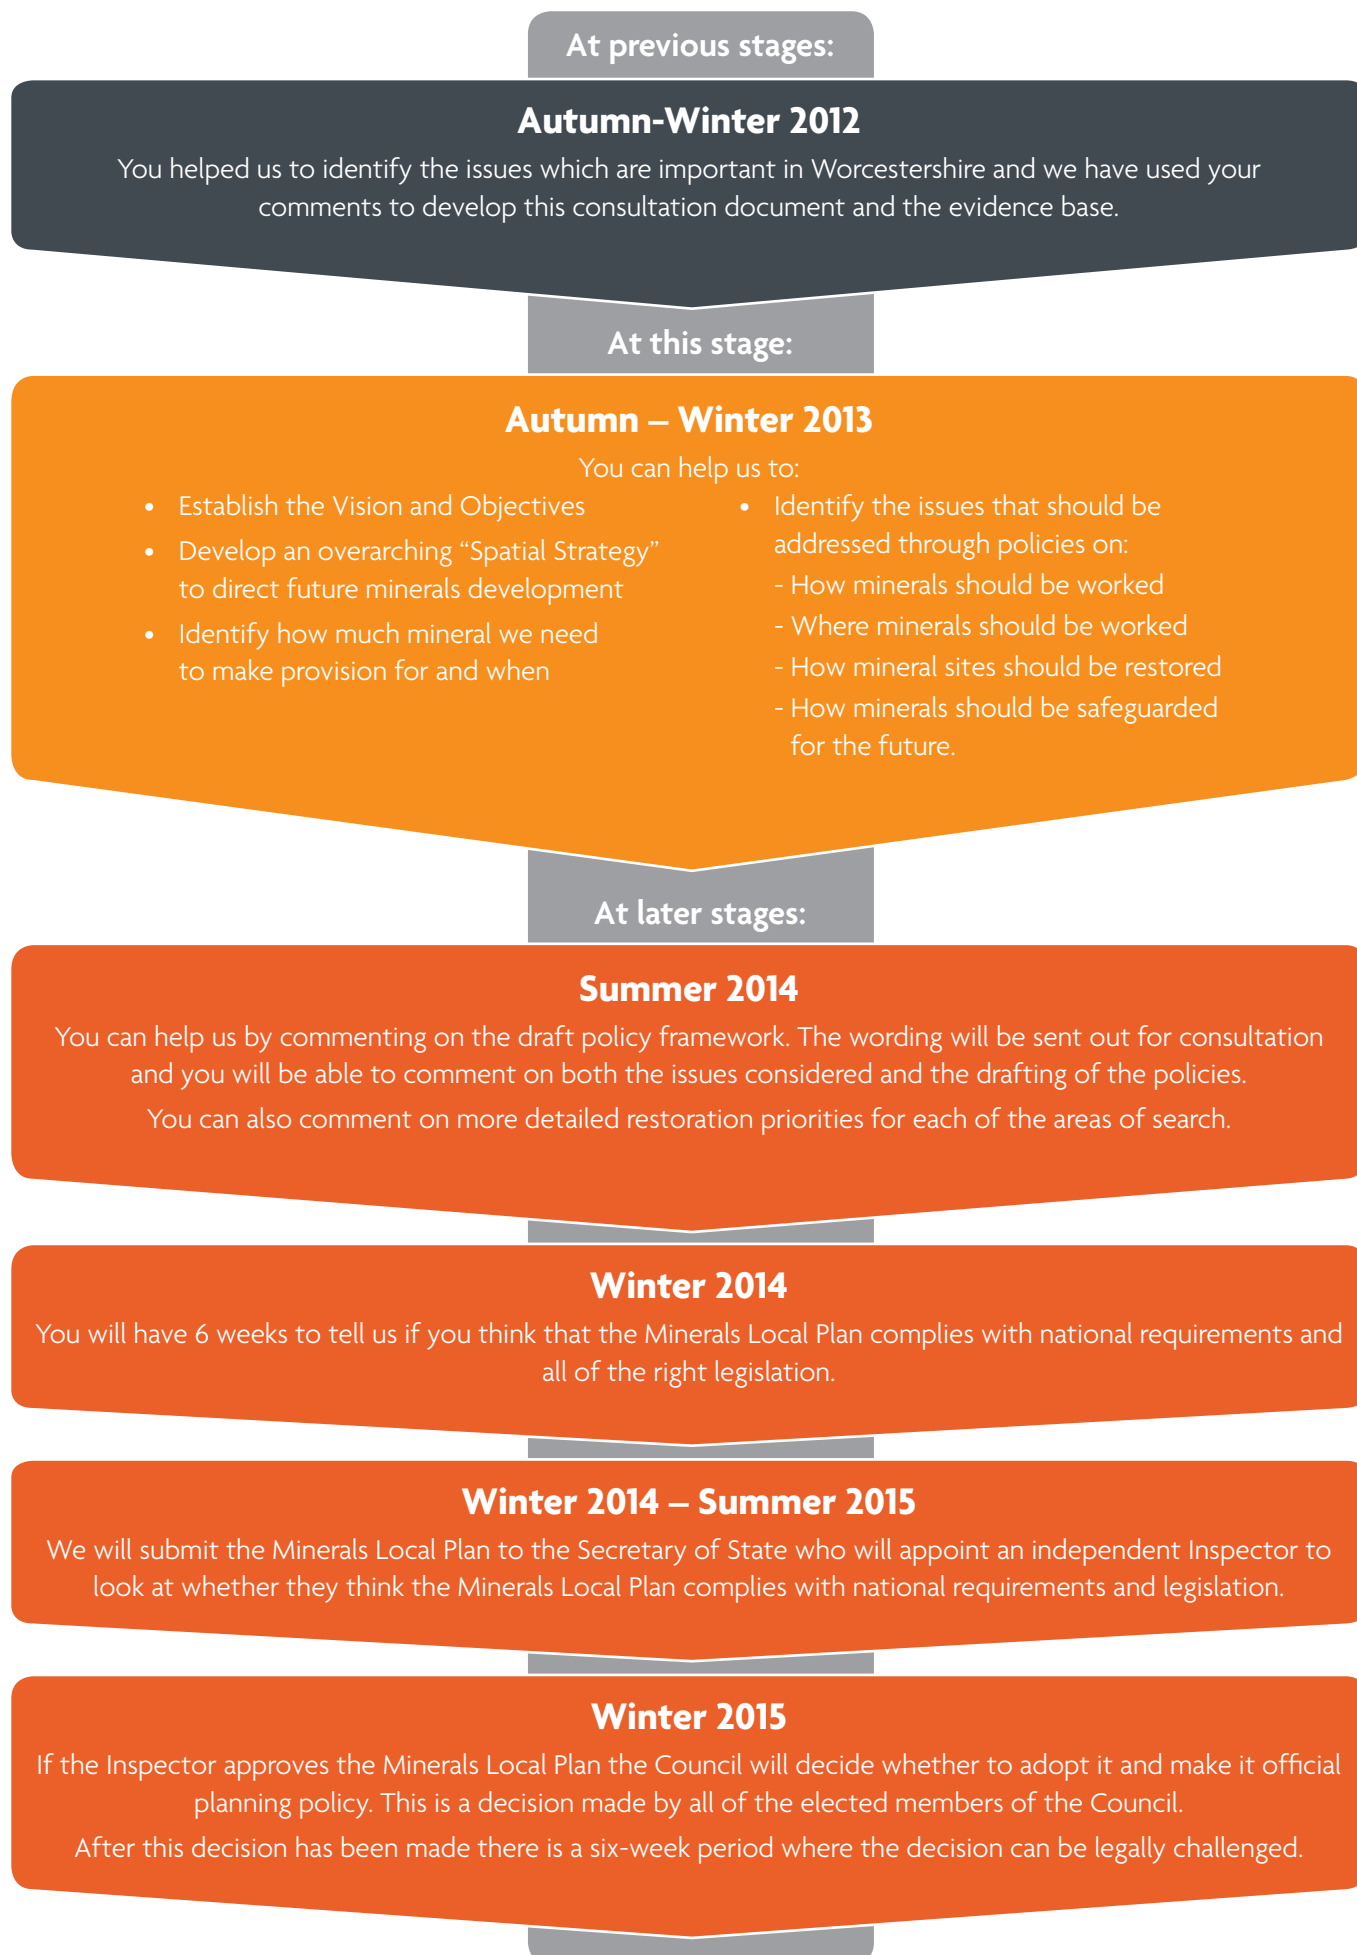 At previous stages:
Autumn-Winter 2012
You helped us to identify the issues which are important in Worcestershire and we have used your
comments to develop this consultation document and the evidence base.
At this stage:
Autumn – Winter 2013
You can help us to:
• Establish the Vision and Objectives
• Develop an overarching “Spatial Strategy”
to direct future minerals development
• Identify how much mineral we need
to make provision for and when
• Identify the issues that should be
addressed through policies on:
- How minerals should be worked
- Where minerals should be worked
- How mineral sites should be restored
- How minerals should be safeguarded
for the future.
At later stages:
Summer 2014
You can help us by commenting on the draft policy framework. The wording will be sent out for consultation
and you will be able to comment on both the issues considered and the drafting of the policies.
You can also comment on more detailed restoration priorities for each of the areas of search.
Winter 2014
You will have 6 weeks to tell us if you think that the Minerals Local Plan complies with national requirements and
all of the right legislation.
Winter 2014 – Summer 2015
We will submit the Minerals Local Plan to the Secretary of State who will appoint an independent Inspector to
look at whether they think the Minerals Local Plan complies with national requirements and legislation.
Winter 2015
If the Inspector approves the Minerals Local Plan the Council will decide whether to adopt it and make it official
planning policy. This is a decision made by all of the elected members of the Council.
After this decision has been made there is a six-week period where the decision can be legally challenged.